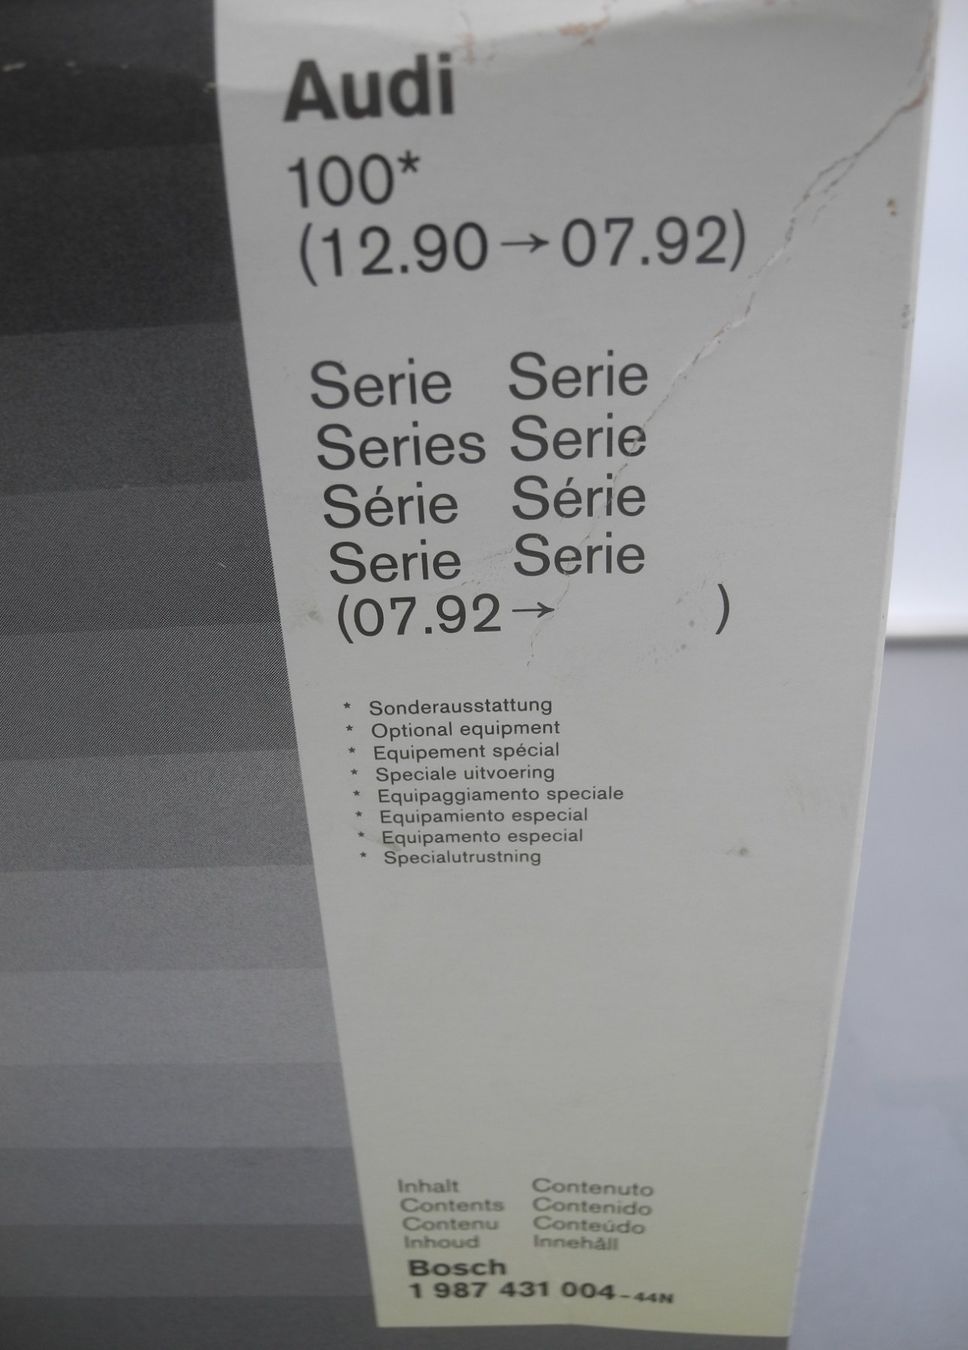 Audi
100*
(12.90→07.92)
Serie Serie
Series Serie
Série Série
Serie Serie
(07.92→ )
* Sonderausstattung
* Optional equipment
* Equipement spécial
* Speciale uitvoering
* Equipaggiamento speciale
* Equipamiento especial
* Equipamento especial
* Specialutrustning
Inhalt Contenuto
Contents Contenido
Contenu Conteúdo
Inhoud Innehåll
Bosch
1 987 431 004-44N